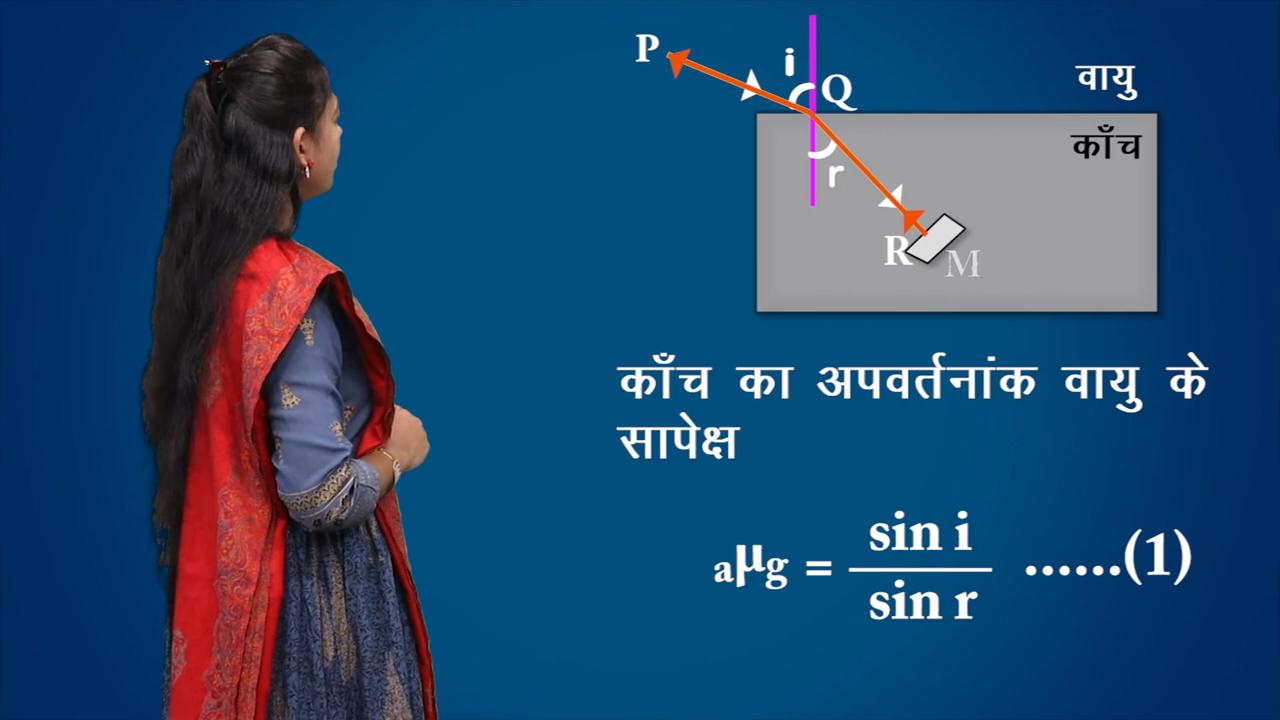 P
i
Q
वायु
काँच
r
R
M
काँच का अपवर्तनांक वायु के
सापेक्ष
aμg = sin i / sin r ......(1)